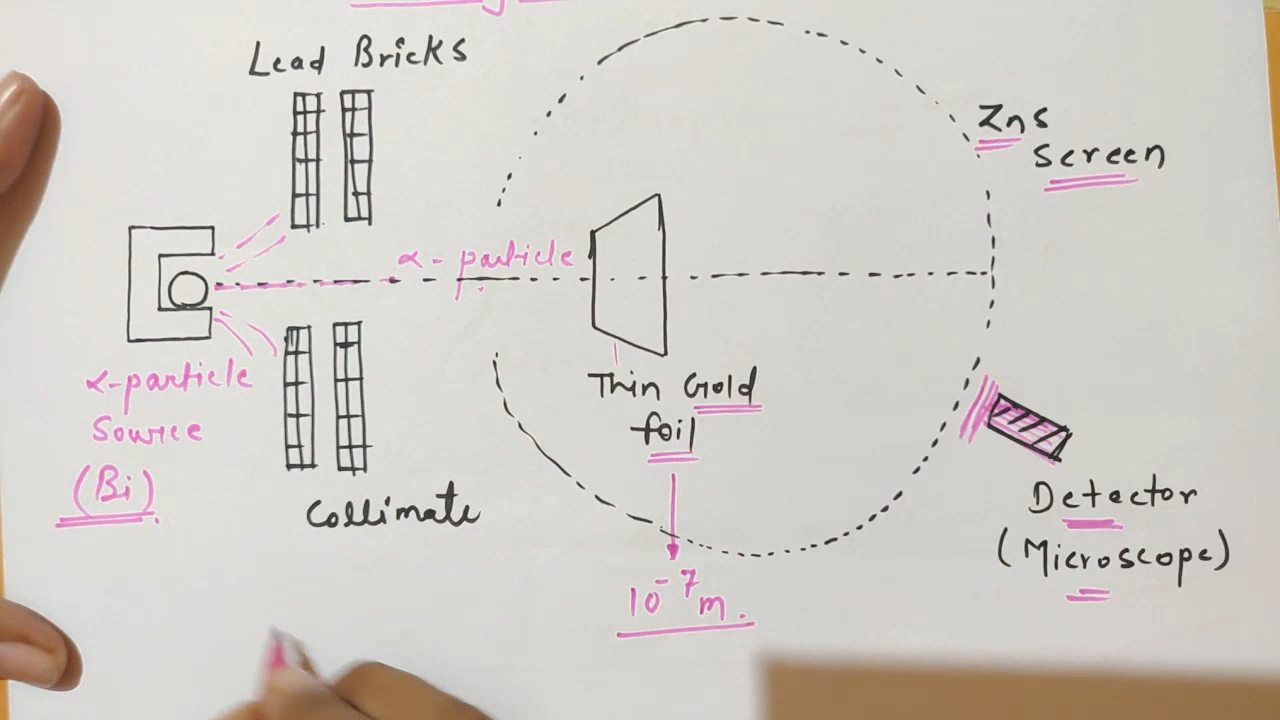 Lead Bricks
ZnS
Screen
α-particle
α-particle
Source
(Bi)
Collimate
Thin Gold
foil
10⁻⁷m.
Detector
(Microscope)